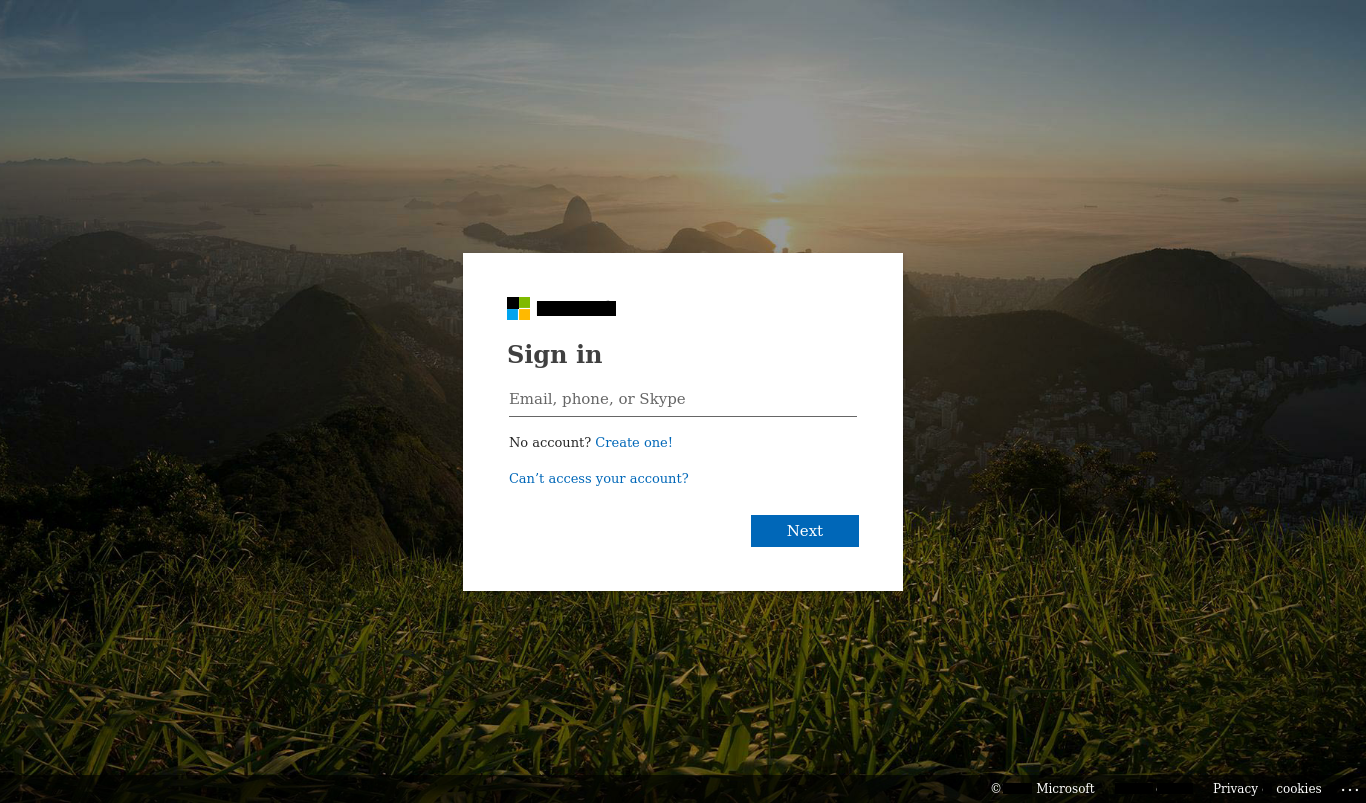 Sign in
Email, phone, or Skype
No account? Create one!
Can’t access your account?
Next
© Microsoft Privacy cookies ...